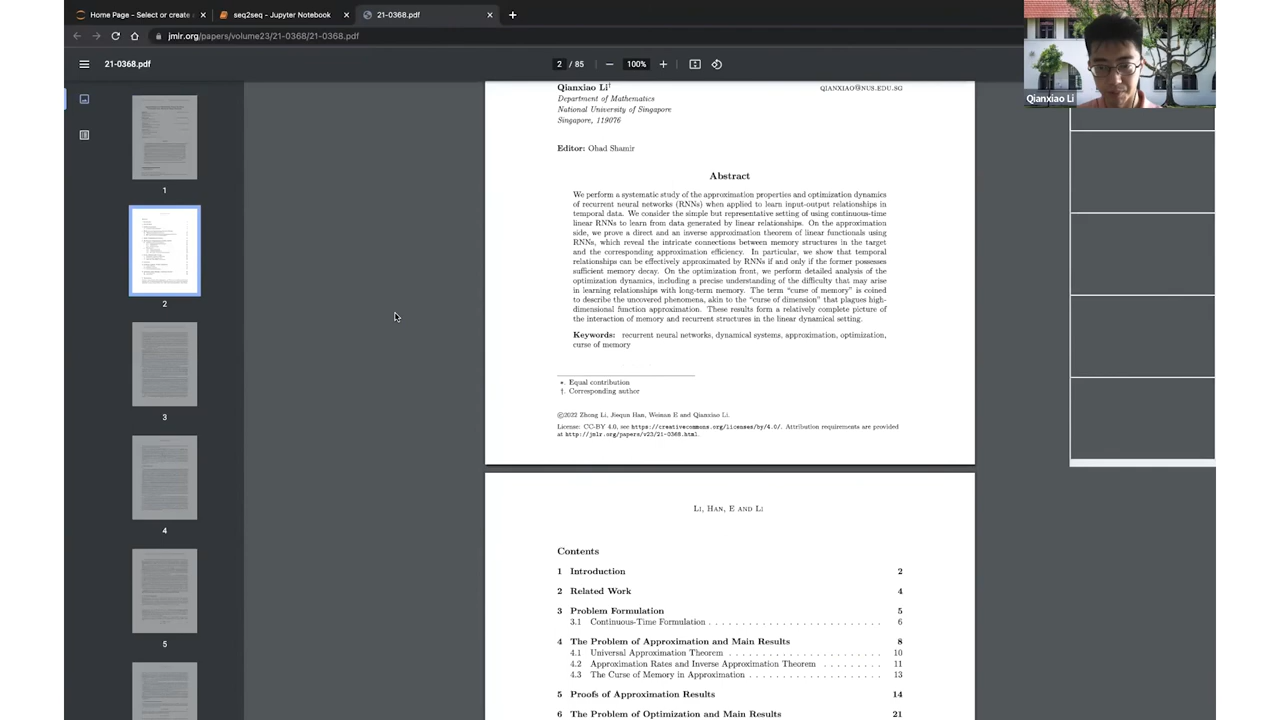 Home Page - Select or create
seq2seq - Jupyter Notebook
21-0368.pdf
jmlr.org/papers/volume23/21-0368/21-0368.pdf
21-0368.pdf
2 / 85
100%
1
2
3
4
5
Qianxiao Li†
QIANXIAO@NUS.EDU.SG
Department of Mathematics
National University of Singapore
Singapore, 119076
Editor: Ohad Shamir
Abstract
We perform a systematic study of the approximation properties and optimization dynamics
of recurrent neural networks (RNNs) when applied to learn input-output relationships in
temporal data. We consider the simple but representative setting of using continuous-time
linear RNNs to learn from data generated by linear relationships. On the approximation
side, we prove a direct and an inverse approximation theorem of linear functionals using
RNNs, which reveal the intricate connections between memory structures in the target
and the corresponding approximation efficiency. In particular, we show that temporal
relationships can be effectively approximated by RNNs if and only if the former possesses
sufficient memory decay. On the optimization front, we perform detailed analysis of the
optimization dynamics, including a precise understanding of the difficulty that may arise
in learning relationships with long-term memory. The term “curse of memory” is coined
to describe the uncovered phenomena, akin to the “curse of dimension” that plagues high-
dimensional function approximation. These results form a relatively complete picture of
the interaction of memory and recurrent structures in the linear dynamical setting.
Keywords: recurrent neural networks, dynamical systems, approximation, optimization,
curse of memory
∗. Equal contribution
†. Corresponding author
©2022 Zhong Li, Jiequn Han, Weinan E and Qianxiao Li.
License: CC-BY 4.0, see https://creativecommons.org/licenses/by/4.0/. Attribution requirements are provided
at http://jmlr.org/papers/v23/21-0368.html.
Li, Han, E and Li
Contents
1 Introduction 2
2 Related Work 4
3 Problem Formulation 5
3.1 Continuous-Time Formulation . . . . . . . . . . . . . . . . . . . . . . . . . 6
4 The Problem of Approximation and Main Results 8
4.1 Universal Approximation Theorem . . . . . . . . . . . . . . . . . . . . . . 10
4.2 Approximation Rates and Inverse Approximation Theorem . . . . . . . . 11
4.3 The Curse of Memory in Approximation . . . . . . . . . . . . . . . . . . . 13
5 Proofs of Approximation Results 14
6 The Problem of Optimization and Main Results 21
Qianxiao Li